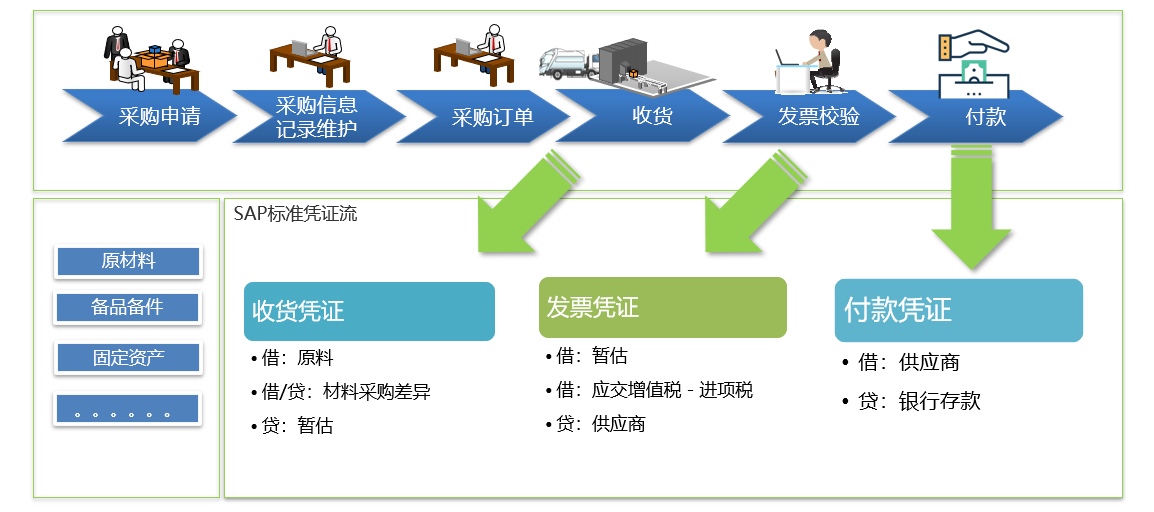 采购申请
采购信息
记录维护
采购订单
收货
发票校验
付款
SAP标准凭证流
原材料
备品备件
固定资产
。。。。。。
收货凭证
• 借：原料
• 借/贷：材料采购差异
• 贷：暂估
发票凭证
• 借：暂估
• 借：应交增值税－进项税
• 贷：供应商
付款凭证
• 借：供应商
• 贷：银行存款